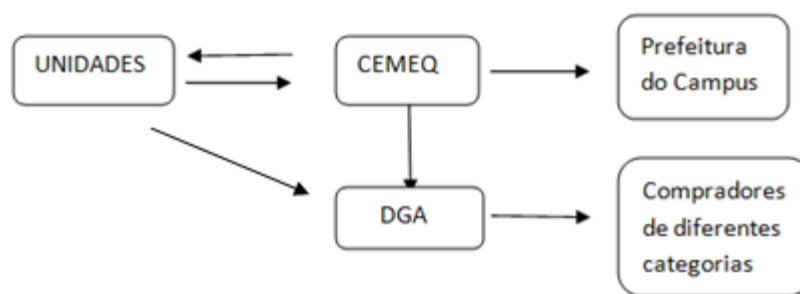 UNIDADES
CEMEQ
Prefeitura
do Campus
DGA
Compradores
de diferentes
categorias